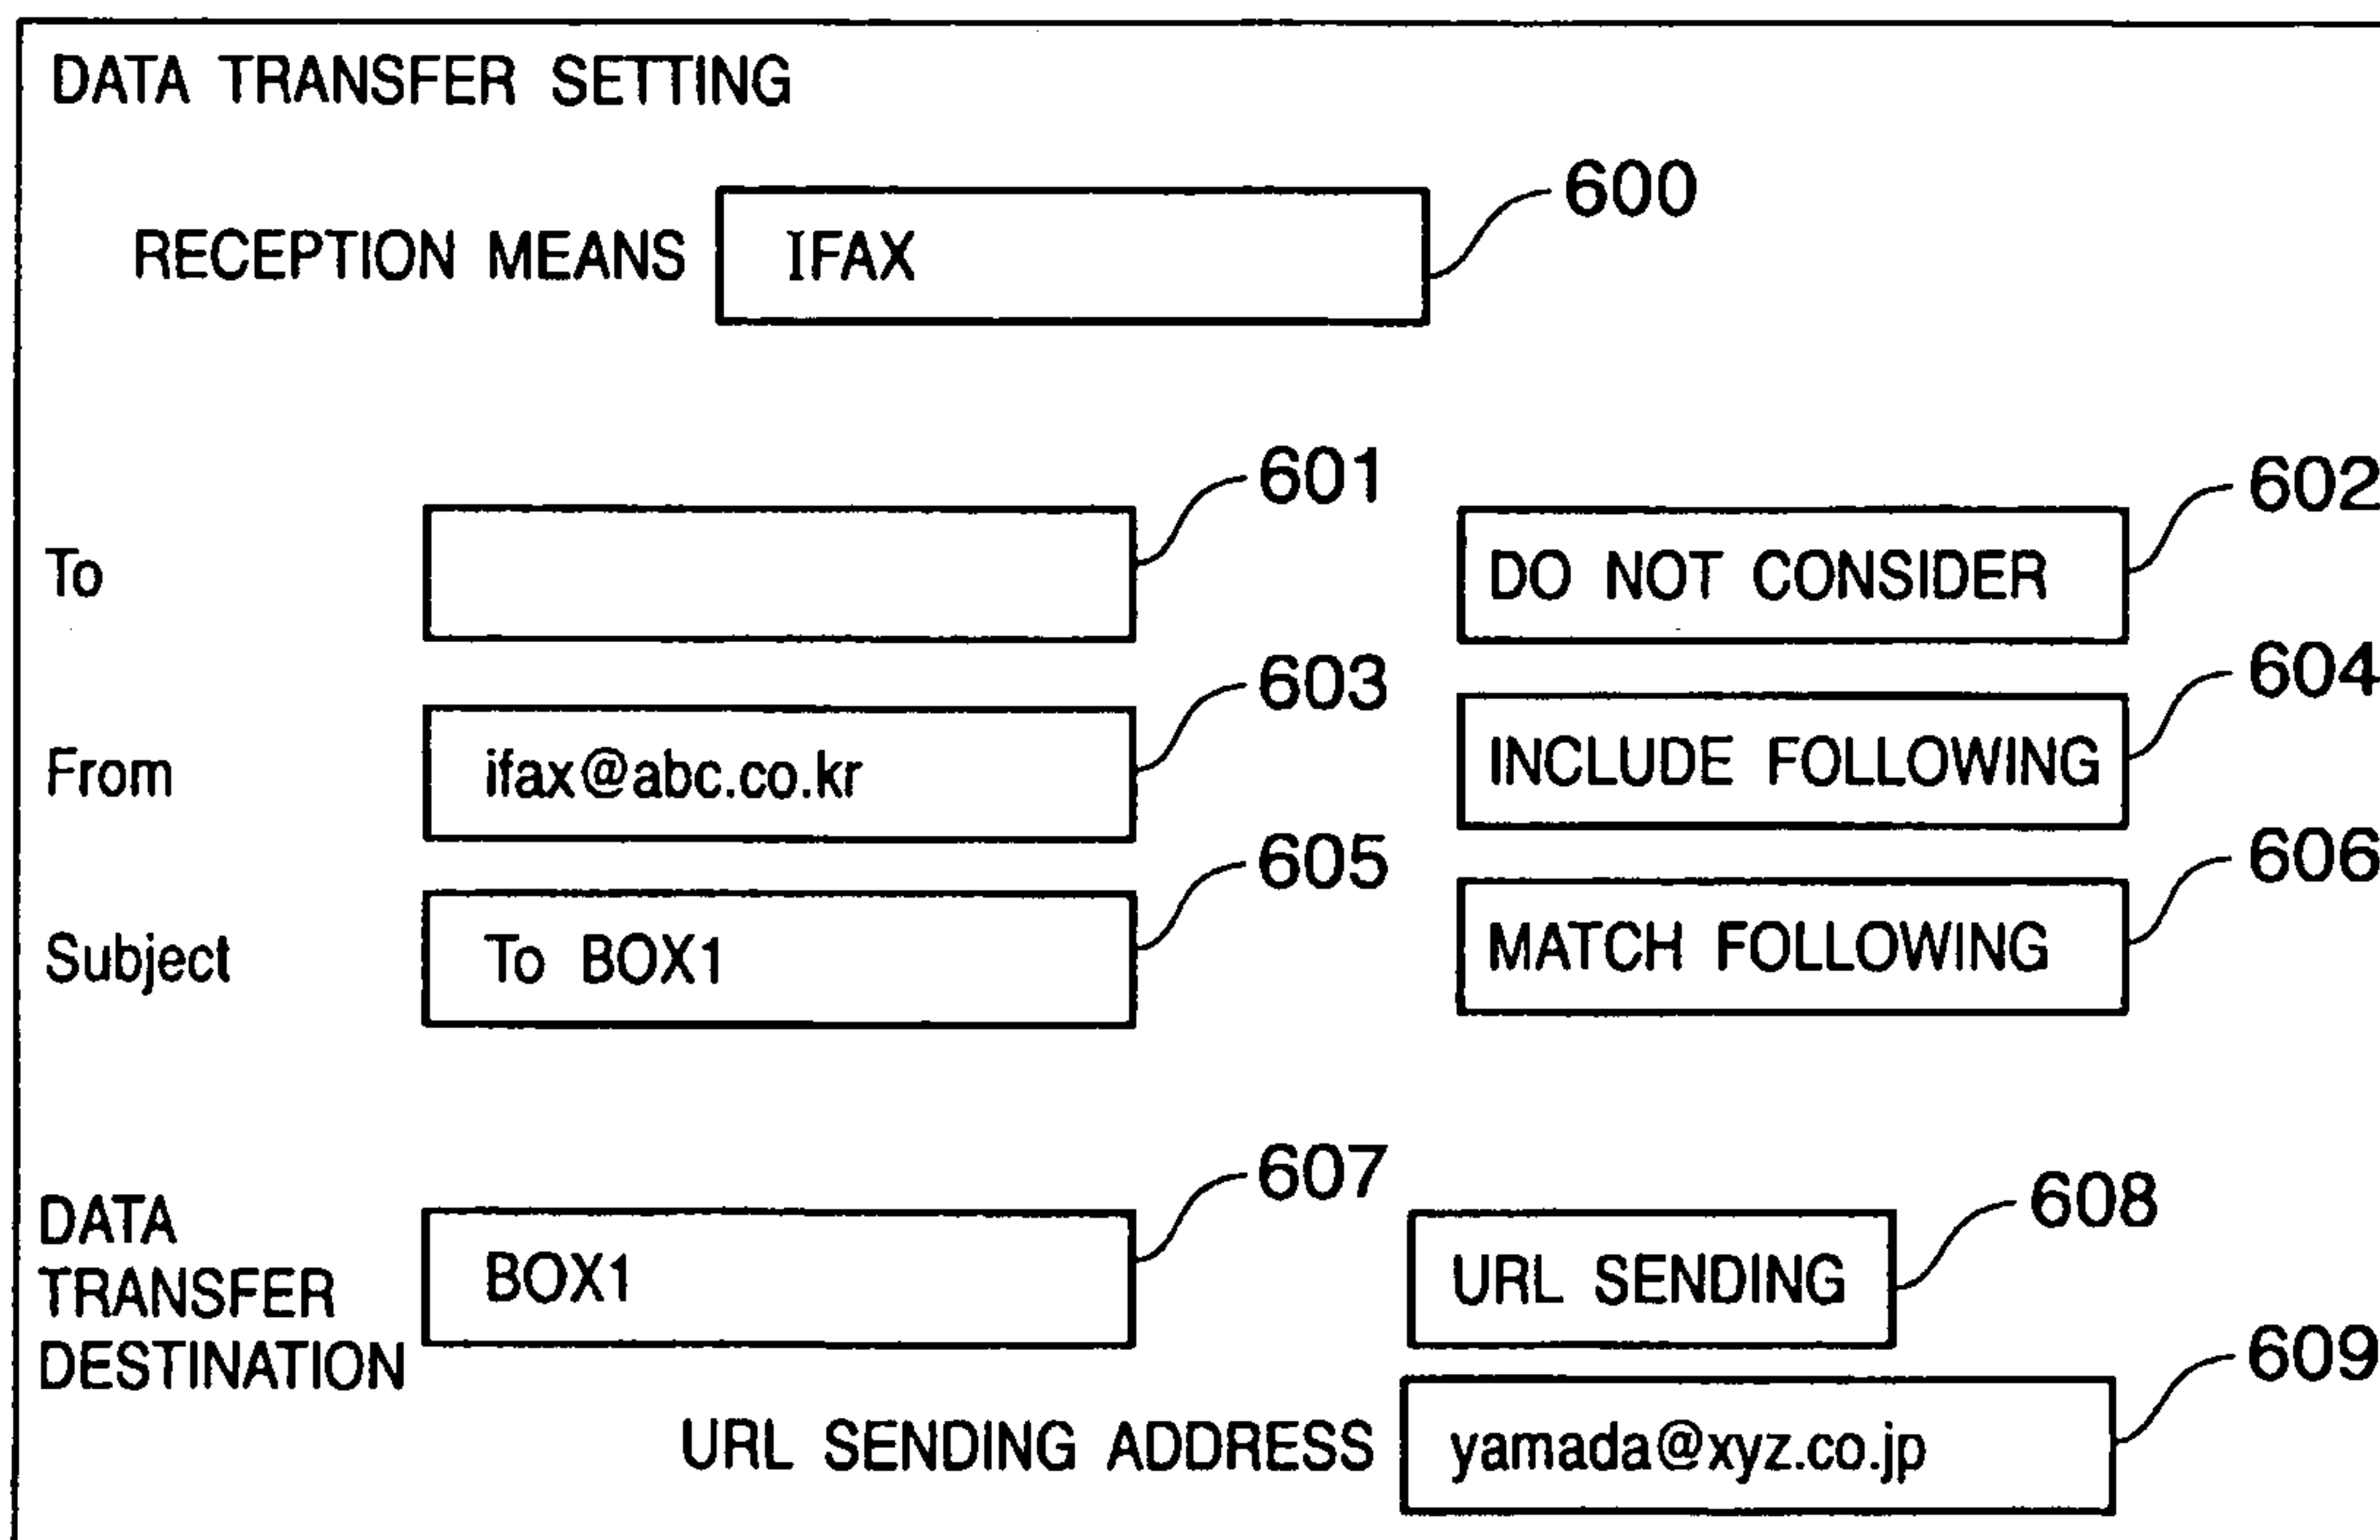 DATA TRANSFER SETTING
RECEPTION MEANS IFAX 600
601 602
To DO NOT CONSIDER
603 604
From ifax@abc.co.kr INCLUDE FOLLOWING
605 606
Subject To BOX1 MATCH FOLLOWING
607 608
DATA
TRANSFER
DESTINATION
BOX1 URL SENDING
609
URL SENDING ADDRESS yamada@xyz.co.jp